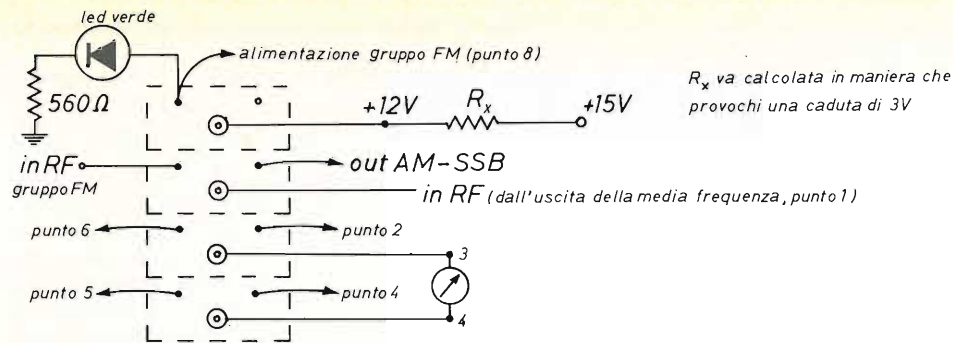 led verde
560Ω
alimentazione gruppo FM (punto 8)
+12V
Rx
+15V
Rx va calcolata in maniera che
provochi una caduta di 3V
in RF
gruppo FM
out AM-SSB
in RF (dall'uscita della media frequenza, punto 1)
punto 6
punto 2
3
punto 5
punto 4
4